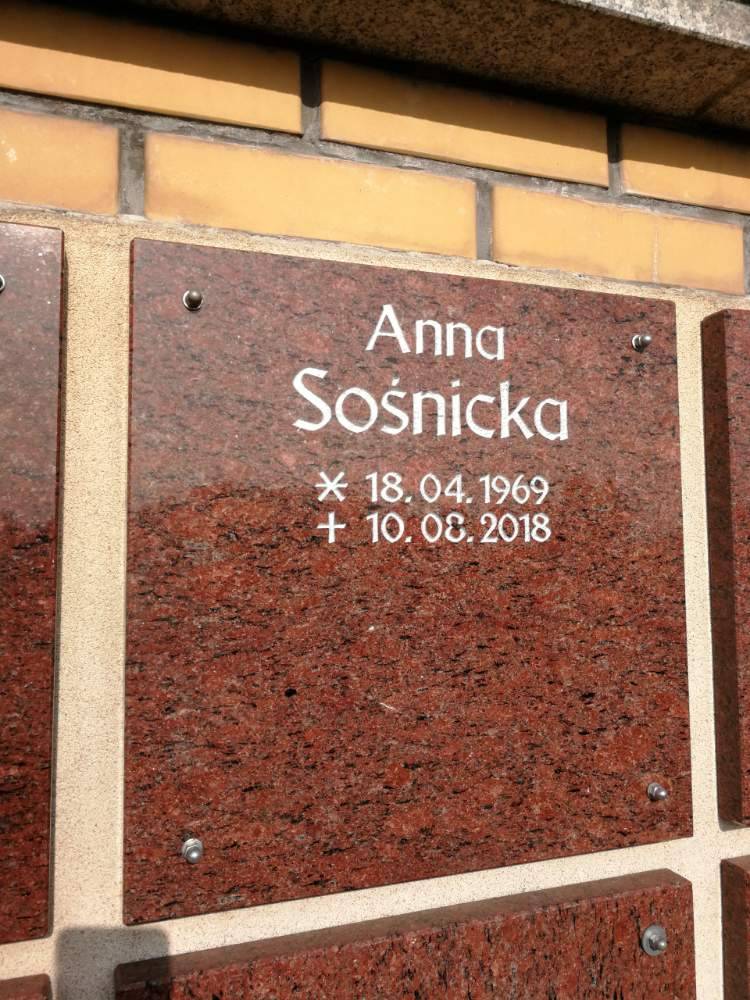 Anna
Sośnicka
* 18.04.1969
+ 10.08.2018